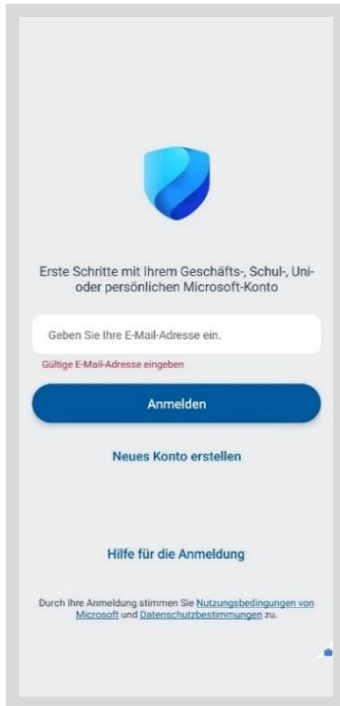 Erste Schritte mit Ihrem Geschäfts-, Schul-, Uni-
oder persönlichen Microsoft-Konto
Geben Sie Ihre E-Mail-Adresse ein.
Gültige E-Mail-Adresse eingeben
Anmelden
Neues Konto erstellen
Hilfe für die Anmeldung
Durch Ihre Anmeldung stimmen Sie Nutzungsbedingungen von
Microsoft und Datenschutzbestimmungen zu.